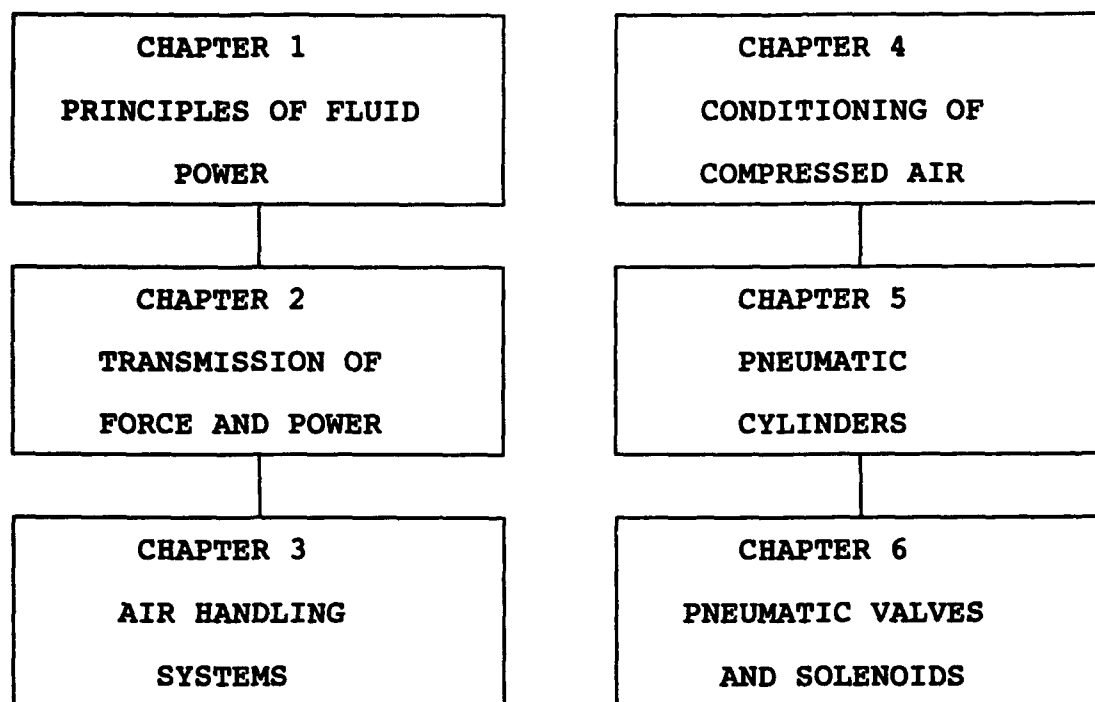 CHAPTER 1
PRINCIPLES OF FLUID
POWER
CHAPTER 2
TRANSMISSION OF
FORCE AND POWER
CHAPTER 3
AIR HANDLING
SYSTEMS
CHAPTER 4
CONDITIONING OF
COMPRESSED AIR
CHAPTER 5
PNEUMATIC
CYLINDERS
CHAPTER 6
PNEUMATIC VALVES
AND SOLENOIDS